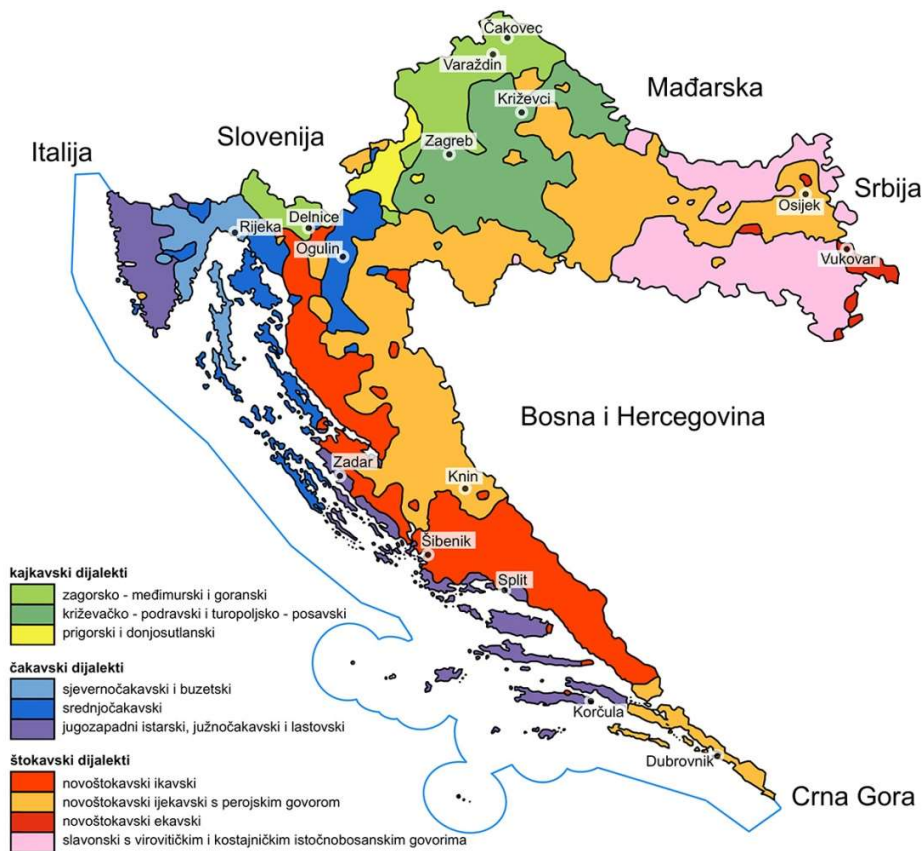 Čakovec
Varaždin
Mađarska
Križevci
Slovenija
Zagreb
Italija
Srbija
Osijek
Delnice
Rijeka
Ogulin
Vukovar
Bosna i Hercegovina
Zadar
Knin
Šibenik
Split
Korčula
Dubrovnik
Crna Gora
kajkavski dijalekti
zagorsko - međimurski i goranski
križevačko - podravski i turopoljsko - posavski
prigorski i donjosutlanski
čakavski dijalekti
sjevernočakavski i buzetski
srednjočakavski
jugozapadni istarski, južnočakavski i lastovski
štokavski dijalekti
novoštokavski ikavski
novoštokavski ijekavski s perojskim govorom
novoštokavski ekavski
slavonski s virovitičkim i kostajničkim istočnobosanskim govorima